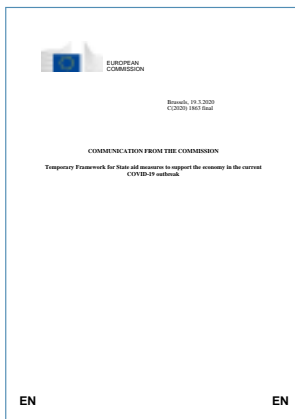 EUROPEAN
COMMISSION
Brussels, 19.3.2020
C(2020) 1863 final
COMMUNICATION FROM THE COMMISSION
Temporary Framework for State aid measures to support the economy in the current
COVID-19 outbreak
EN
EN